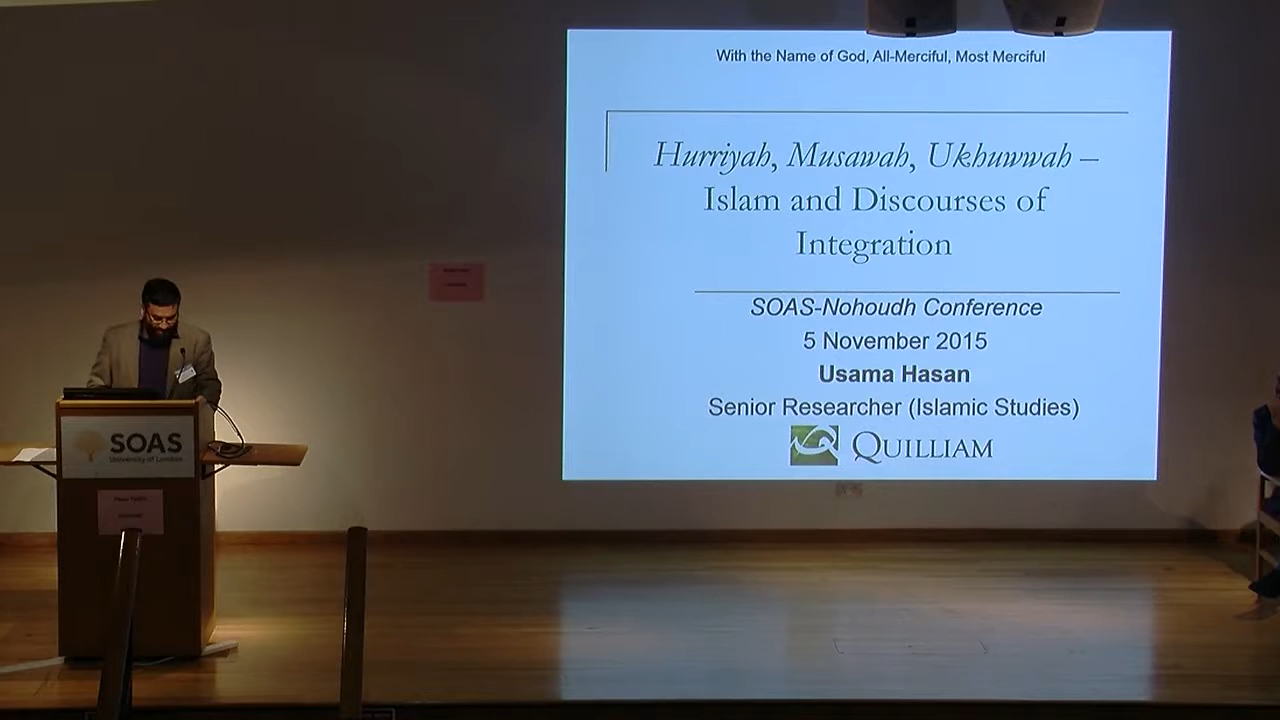 With the Name of God, All-Merciful, Most Merciful
Hurriyah, Musawah, Ukhuwwah –
Islam and Discourses of
Integration
SOAS-Nohoudh Conference
5 November 2015
Usama Hasan
Senior Researcher (Islamic Studies)
QUILLIAM
SOAS
University of London